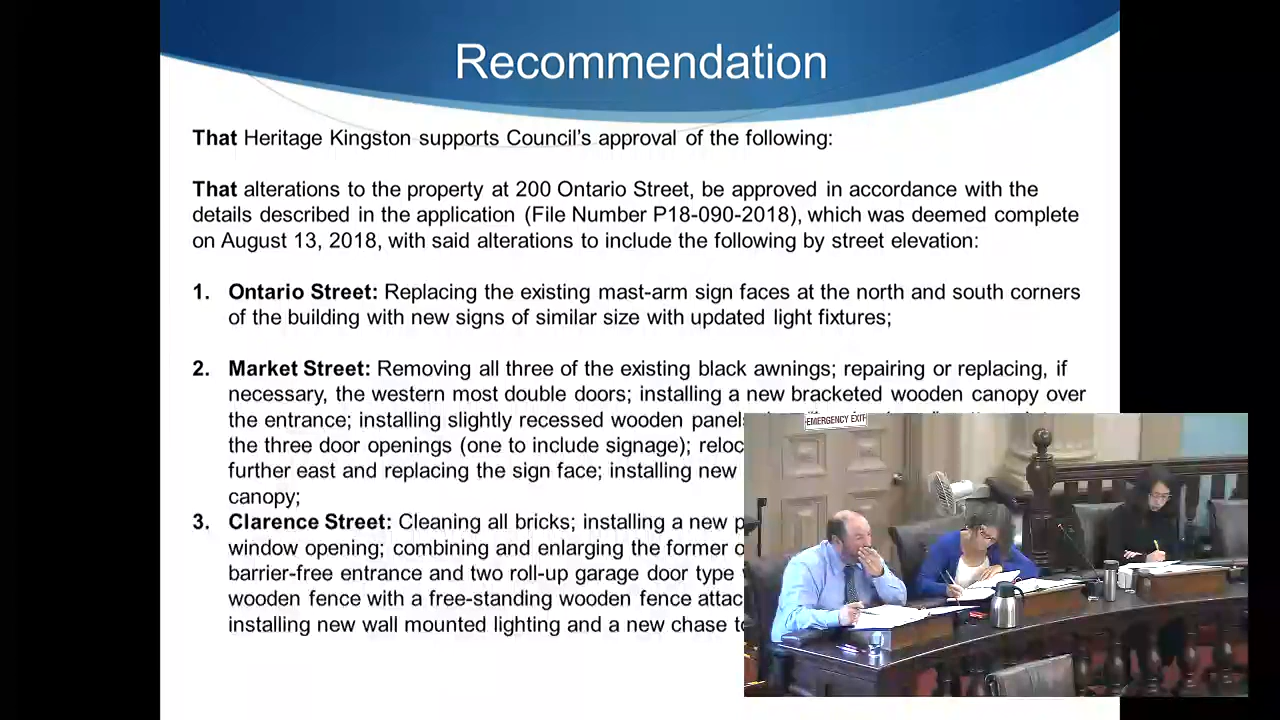 Recommendation
That Heritage Kingston supports Council's approval of the following:
That alterations to the property at 200 Ontario Street, be approved in accordance with the
details described in the application (File Number P18-090-2018), which was deemed complete
on August 13, 2018, with said alterations to include the following by street elevation:
1. Ontario Street: Replacing the existing mast-arm sign faces at the north and south corners
of the building with new signs of similar size with updated light fixtures;
2. Market Street: Removing all three of the existing black awnings; repairing or replacing, if
necessary, the western most double doors; installing a new bracketed wooden canopy over
the entrance; installing slightly recessed wooden panels
the three door openings (one to include signage);
further east and replacing the sign face; installing new
canopy;
3. Clarence Street: Cleaning all bricks; installing a new
window opening; combining and enlarging the former
barrier-free entrance and two roll-up garage door type
wooden fence with a free-standing wooden fence
installing new wall mounted lighting and a new chase
EMERGENCY EXIT